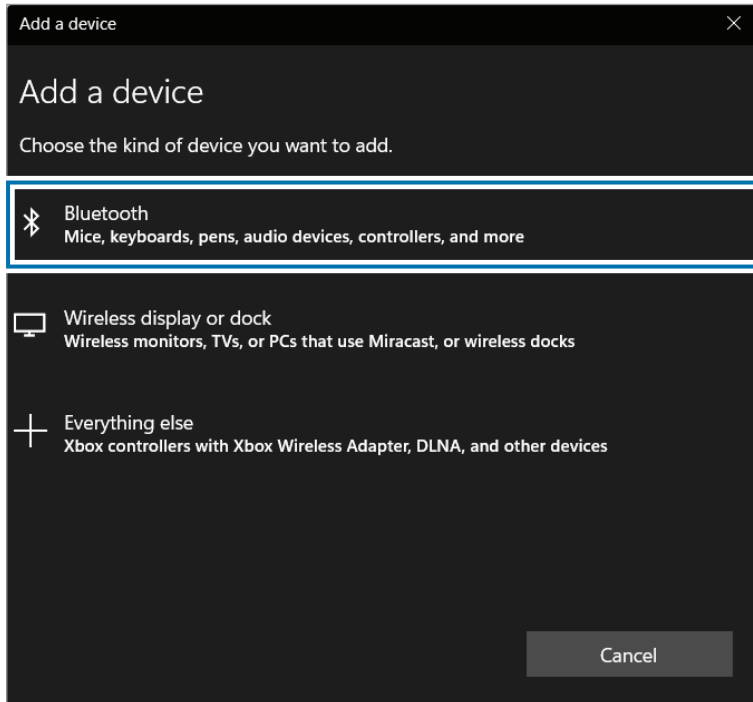 Add a device
Add a device
Choose the kind of device you want to add.
Bluetooth
Mice, keyboards, pens, audio devices, controllers, and more
Wireless display or dock
Wireless monitors, TVs, or PCs that use Miracast, or wireless docks
Everything else
Xbox controllers with Xbox Wireless Adapter, DLNA, and other devices
Cancel